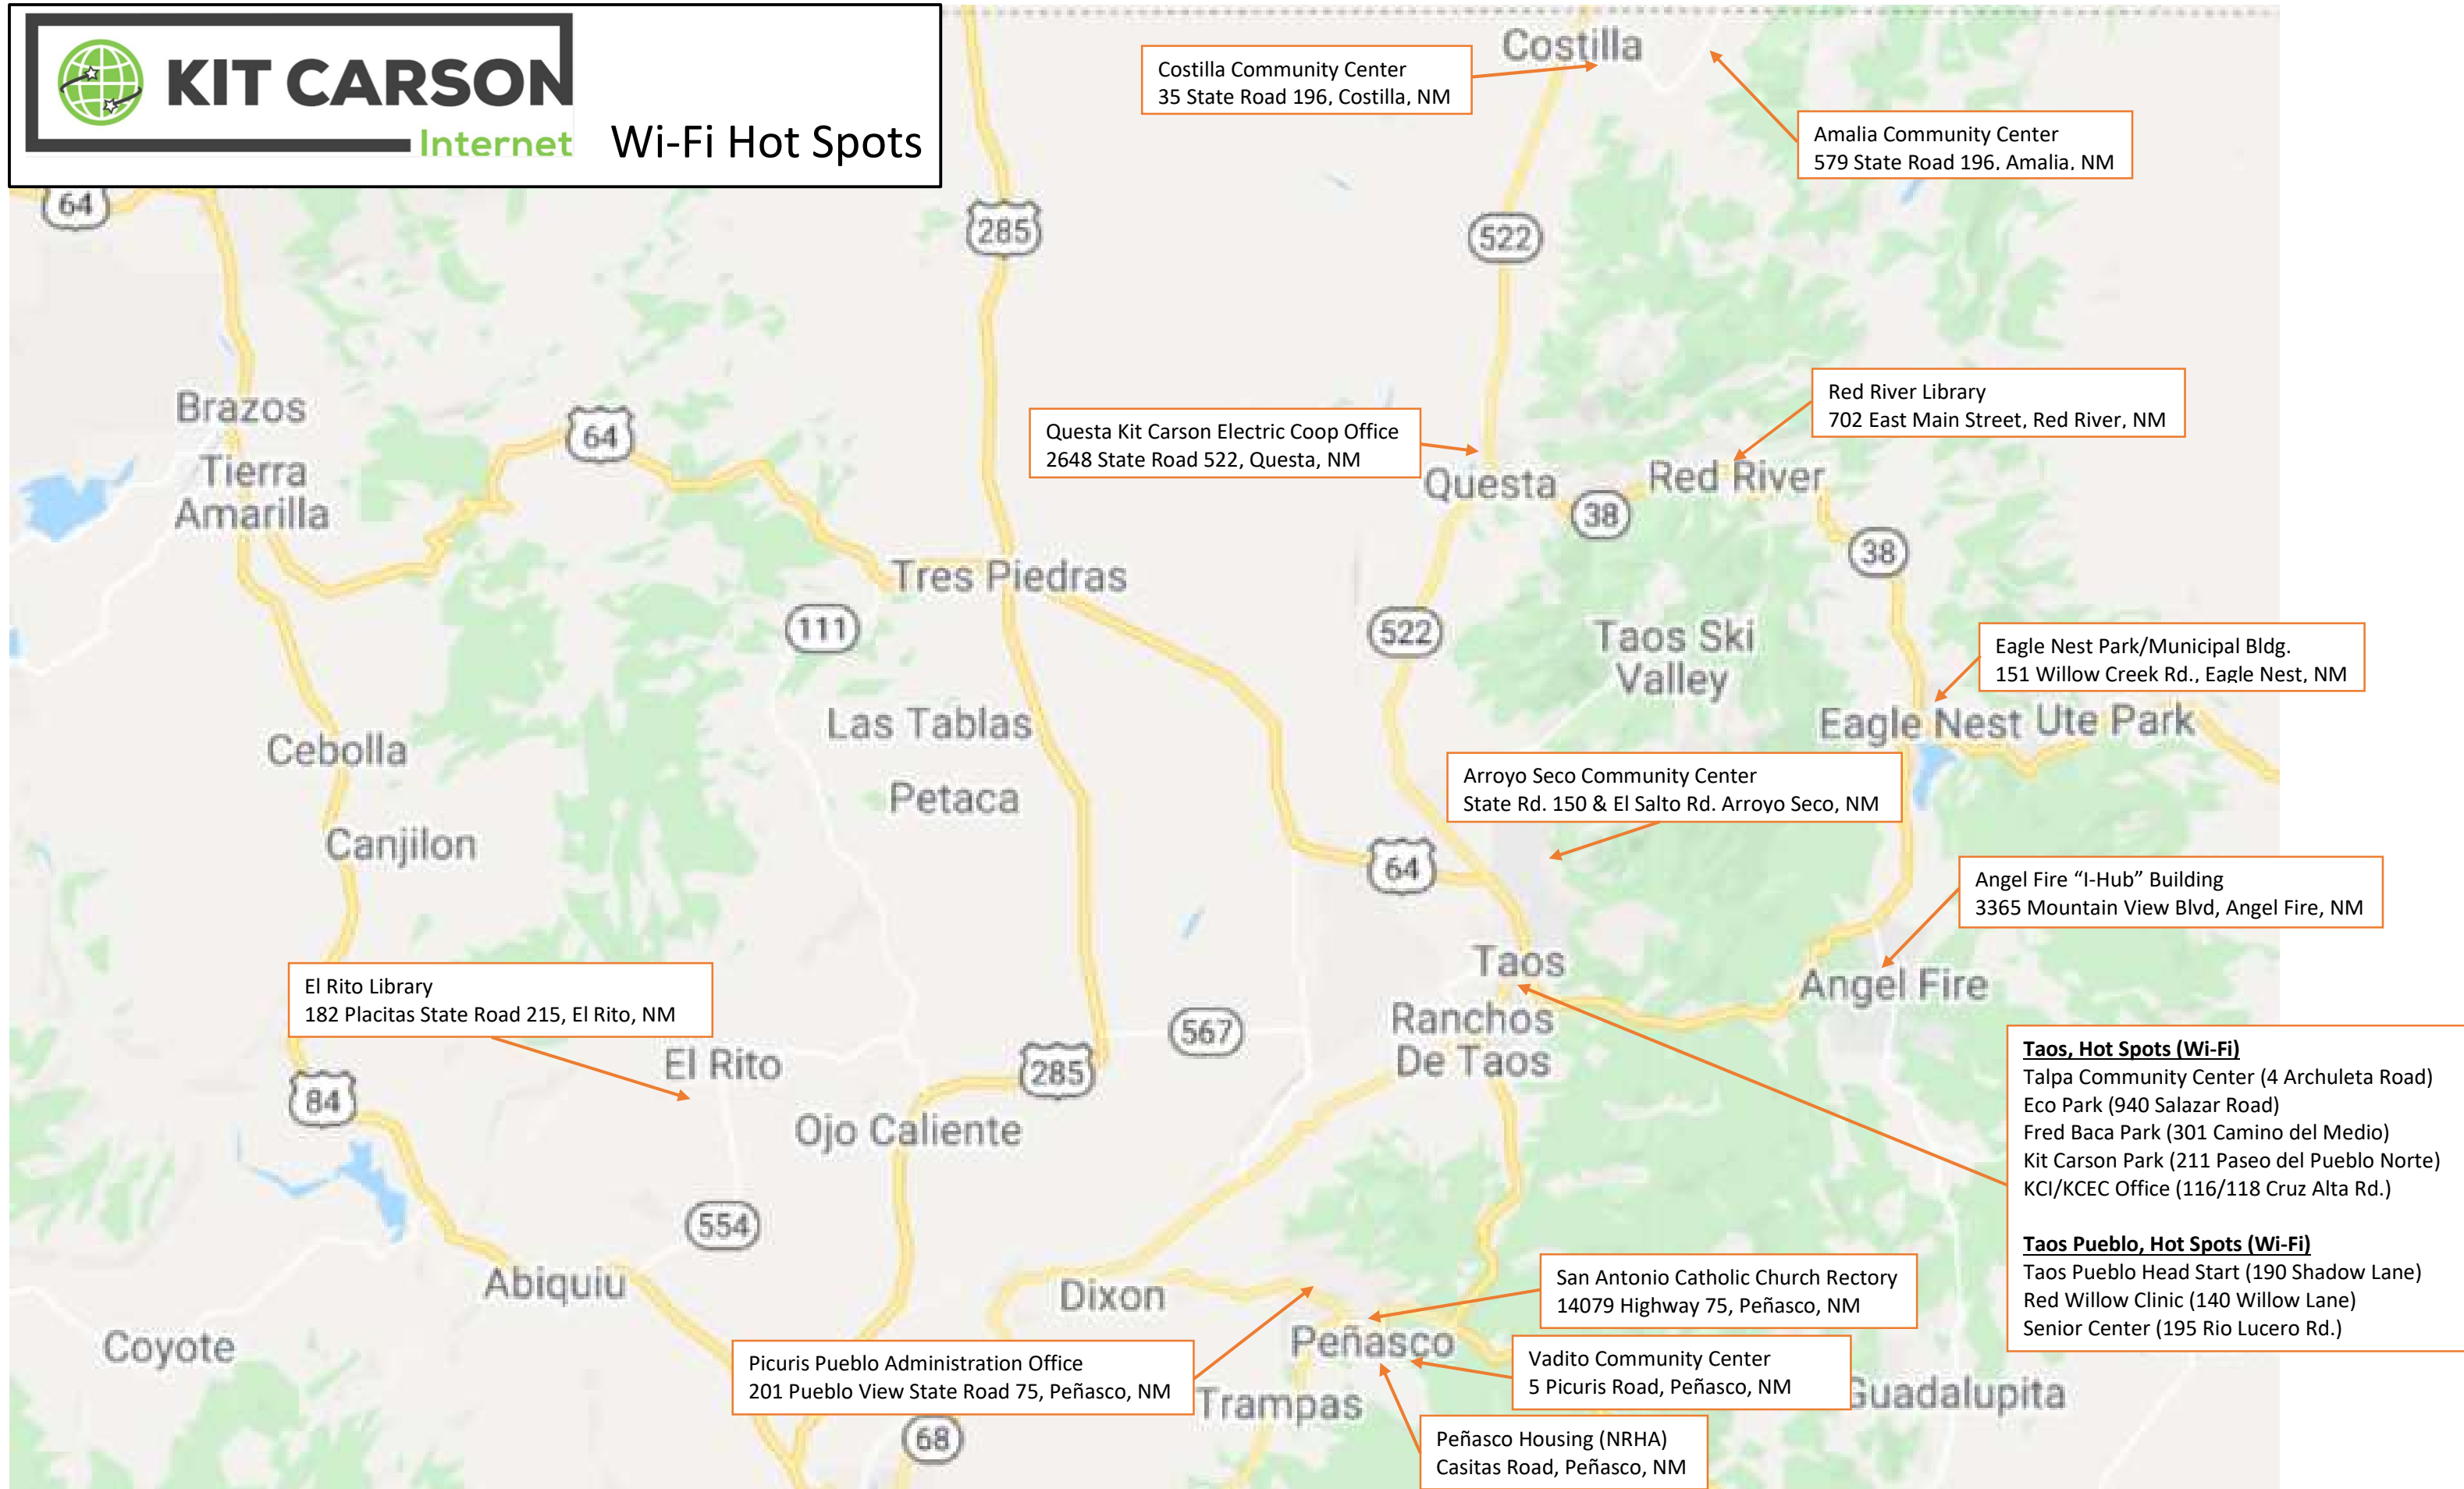 KIT CARSON
Internet
Wi-Fi Hot Spots
Costilla
Costilla Community Center
35 State Road 196, Costilla, NM
Amalia Community Center
579 State Road 196, Amalia, NM
64
285
522
Brazos
64
Tierra
Amarilla
Red River Library
702 East Main Street, Red River, NM
Questa Kit Carson Electric Coop Office
2648 State Road 522, Questa, NM
Questa
Red River
38
38
Tres Piedras
111
522
Taos Ski
Valley
Eagle Nest Park/Municipal Bldg.
151 Willow Creek Rd., Eagle Nest, NM
Las Tablas
Eagle Nest
Ute Park
Cebolla
Petaca
Arroyo Seco Community Center
State Rd. 150 & El Salto Rd. Arroyo Seco, NM
Canjilon
64
Angel Fire “I-Hub” Building
3365 Mountain View Blvd, Angel Fire, NM
Taos
Angel Fire
El Rito Library
182 Placitas State Road 215, El Rito, NM
Ranchos
De Taos
567
El Rito
285
84
Ojo Caliente
Taos, Hot Spots (Wi-Fi)
Talpa Community Center (4 Archuleta Road)
Eco Park (940 Salazar Road)
Fred Baca Park (301 Camino del Medio)
Kit Carson Park (211 Paseo del Pueblo Norte)
KCI/KCEC Office (116/118 Cruz Alta Rd.)
Taos Pueblo, Hot Spots (Wi-Fi)
Taos Pueblo Head Start (190 Shadow Lane)
Red Willow Clinic (140 Willow Lane)
Senior Center (195 Rio Lucero Rd.)
554
Abiquiu
Dixon
San Antonio Catholic Church Rectory
14079 Highway 75, Peñasco, NM
Coyote
Peñasco
Picuris Pueblo Administration Office
201 Pueblo View State Road 75, Peñasco, NM
Vadito Community Center
5 Picuris Road, Peñasco, NM
Trampas
Guadalupita
68
Peñasco Housing (NRHA)
Casitas Road, Peñasco, NM